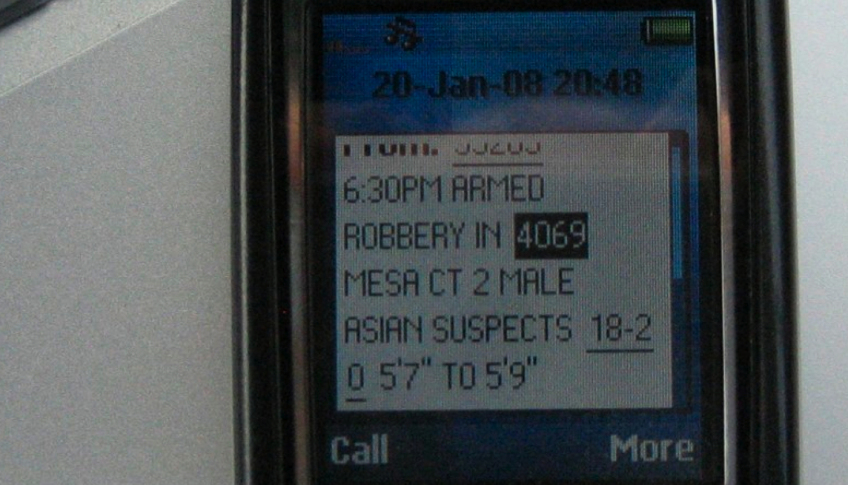 20-Jan-08 20:48
From:
6:30PM ARMED
ROBBERY IN 4069
MESA CT 2 MALE
ASIAN SUSPECTS 18-2
0 5'7" TO 5'9"
Call
More